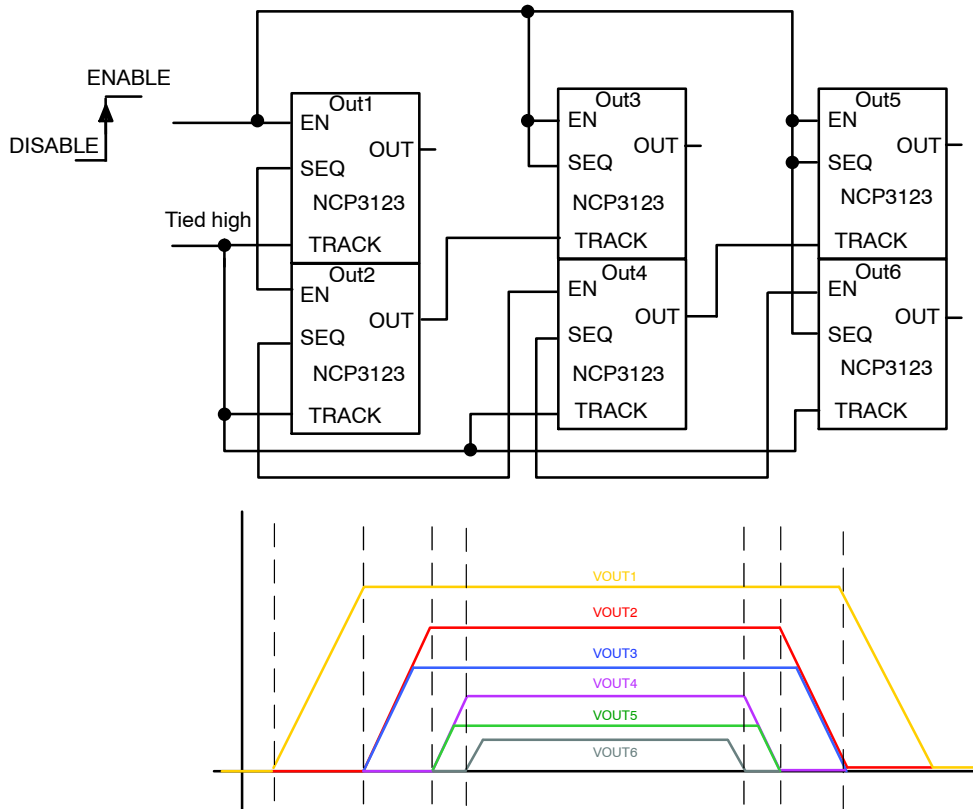 ENABLE
DISABLE
Tied high
Out1
EN
OUT
SEQ
NCP3123
TRACK
Out2
EN
OUT
SEQ
NCP3123
TRACK
Out3
EN
OUT
SEQ
NCP3123
TRACK
Out4
EN
OUT
SEQ
NCP3123
TRACK
Out5
EN
OUT
SEQ
NCP3123
TRACK
Out6
EN
OUT
SEQ
NCP3123
TRACK
VOUT1
VOUT2
VOUT3
VOUT4
VOUT5
VOUT6